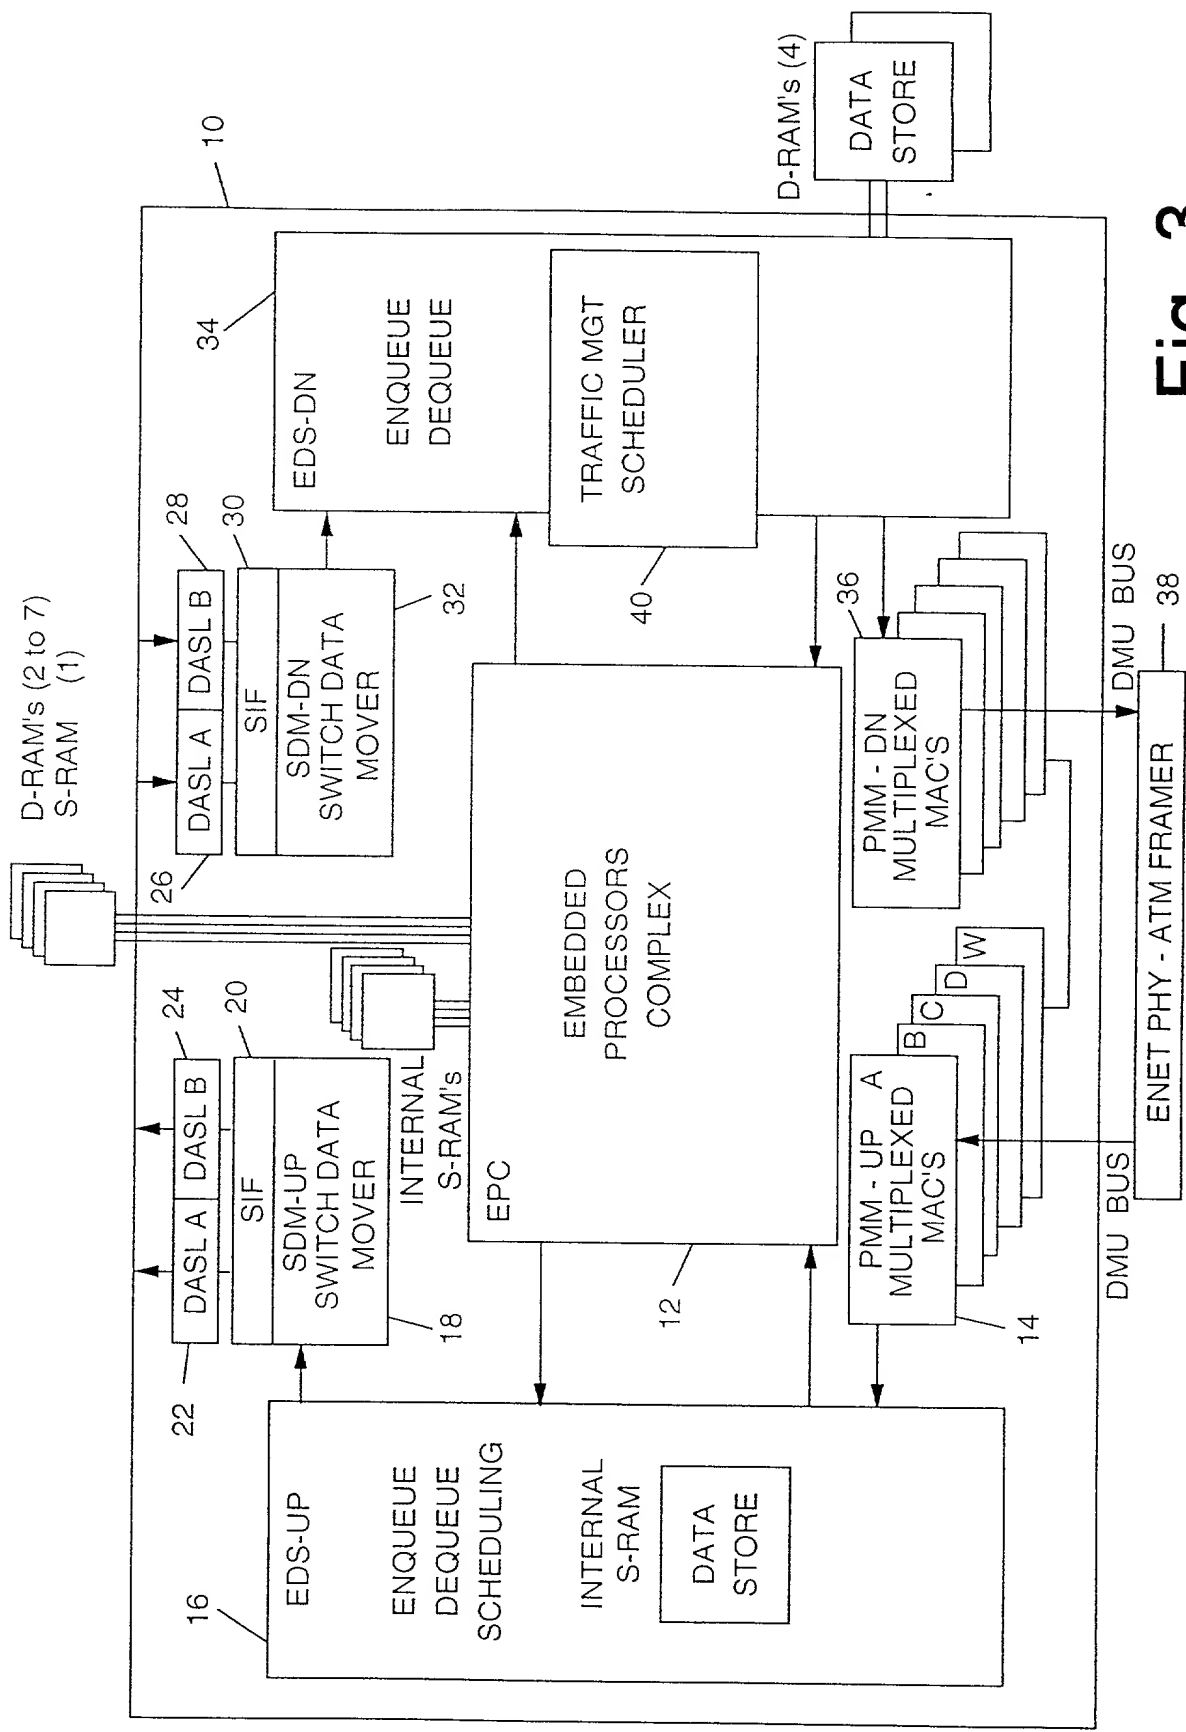 D-RAM's (2 to 7)
S-RAM (1)
22
24
DASL A
DASL B
20
SIF
SDM-UP
SWITCH DATA
MOVER
18
26
28
DASL A
DASL B
30
SIF
SDM-DN
SWITCH DATA
MOVER
32
10
16
EDS-UP
ENQUEUE
DEQUEUE
SCHEDULING
INTERNAL
S-RAM
DATA
STORE
INTERNAL
S-RAM's
EPC
EMBEDDED
PROCESSORS
COMPLEX
12
34
EDS-DN
ENQUEUE
DEQUEUE
TRAFFIC MGT
SCHEDULER
40
D-RAM's (4)
DATA
STORE
PMM - UP A
MULTIPLEXED
MAC'S
B
C
D
W
14
36
PMM - DN
MULTIPLEXED
MAC'S
DMU BUS
DMU BUS
ENET PHY - ATM FRAMER
38
Fig. 3